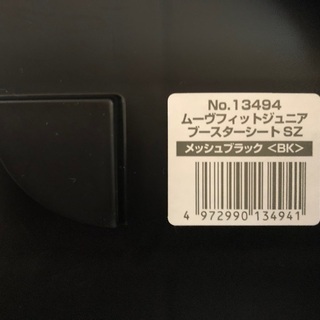 No.13494
ムーヴフィットジュニア
ブースターシートSZ
メッシュブラック <BK>
4 972990 134941